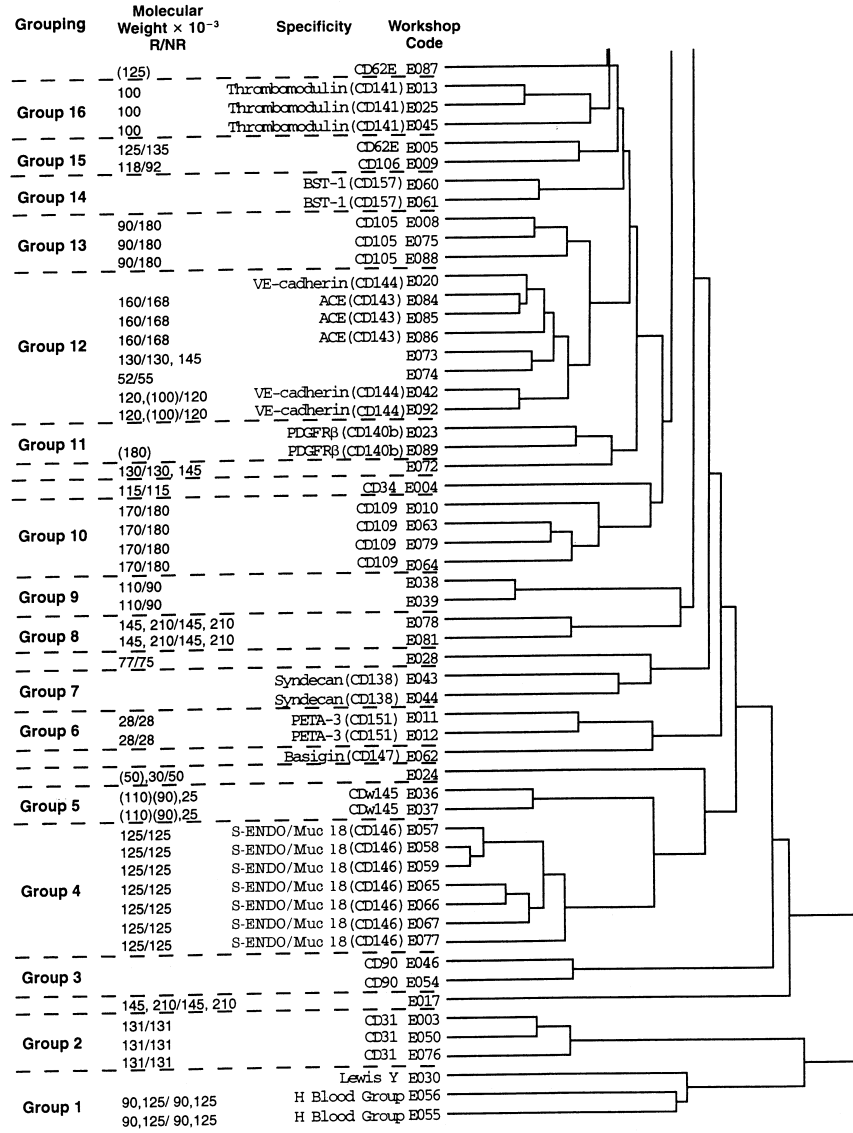 Grouping Molecular Weight × 10⁻³ R/NR Specificity Workshop Code
(125) CD62E E087
100 Thrombomodulin(CD141) E013
Group 16 100 Thrombomodulin(CD141) E025
100 Thrombomodulin(CD141) E045
125/135 CD62E E005
Group 15 118/92 CD106 E009
BST-1(CD157) E060
Group 14 BST-1(CD157) E061
90/180 CD105 E008
Group 13 90/180 CD105 E075
90/180 CD105 E088
VE-cadherin(CD144) E020
160/168 ACE(CD143) E084
160/168 ACE(CD143) E085
Group 12 160/168 ACE(CD143) E086
130/130, 145 E073
52/55 E074
120,(100)/120 VE-cadherin(CD144) E042
120,(100)/120 VE-cadherin(CD144) E092
PDGFRβ(CD140b) E023
Group 11 (180) PDGFRβ(CD140b) E089
130/130, 145 E072
115/115 CD34 E004
170/180 CD109 E010
Group 10 170/180 CD109 E063
170/180 CD109 E079
170/180 CD109 E064
110/90 E038
Group 9 110/90 E039
145, 210/145, 210 E078
Group 8 145, 210/145, 210 E081
77/75 E028
Syndecan(CD138) E043
Group 7 Syndecan(CD138) E044
28/28 PETA-3(CD151) E011
Group 6 28/28 PETA-3(CD151) E012
Basigin(CD147) E062
(50),30/50 E024
(110)(90),25 CDw145 E036
Group 5 (110)(90),25 CDw145 E037
125/125 S-ENDO/Muc 18(CD146) E057
125/125 S-ENDO/Muc 18(CD146) E058
125/125 S-ENDO/Muc 18(CD146) E059
Group 4 125/125 S-ENDO/Muc 18(CD146) E065
125/125 S-ENDO/Muc 18(CD146) E066
125/125 S-ENDO/Muc 18(CD146) E067
125/125 S-ENDO/Muc 18(CD146) E077
CD90 E046
Group 3 CD90 E054
145, 210/145, 210 E017
131/131 CD31 E003
Group 2 131/131 CD31 E050
131/131 CD31 E076
Lewis Y E030
Group 1 90,125/ 90,125 H Blood Group E056
90,125/ 90,125 H Blood Group E055